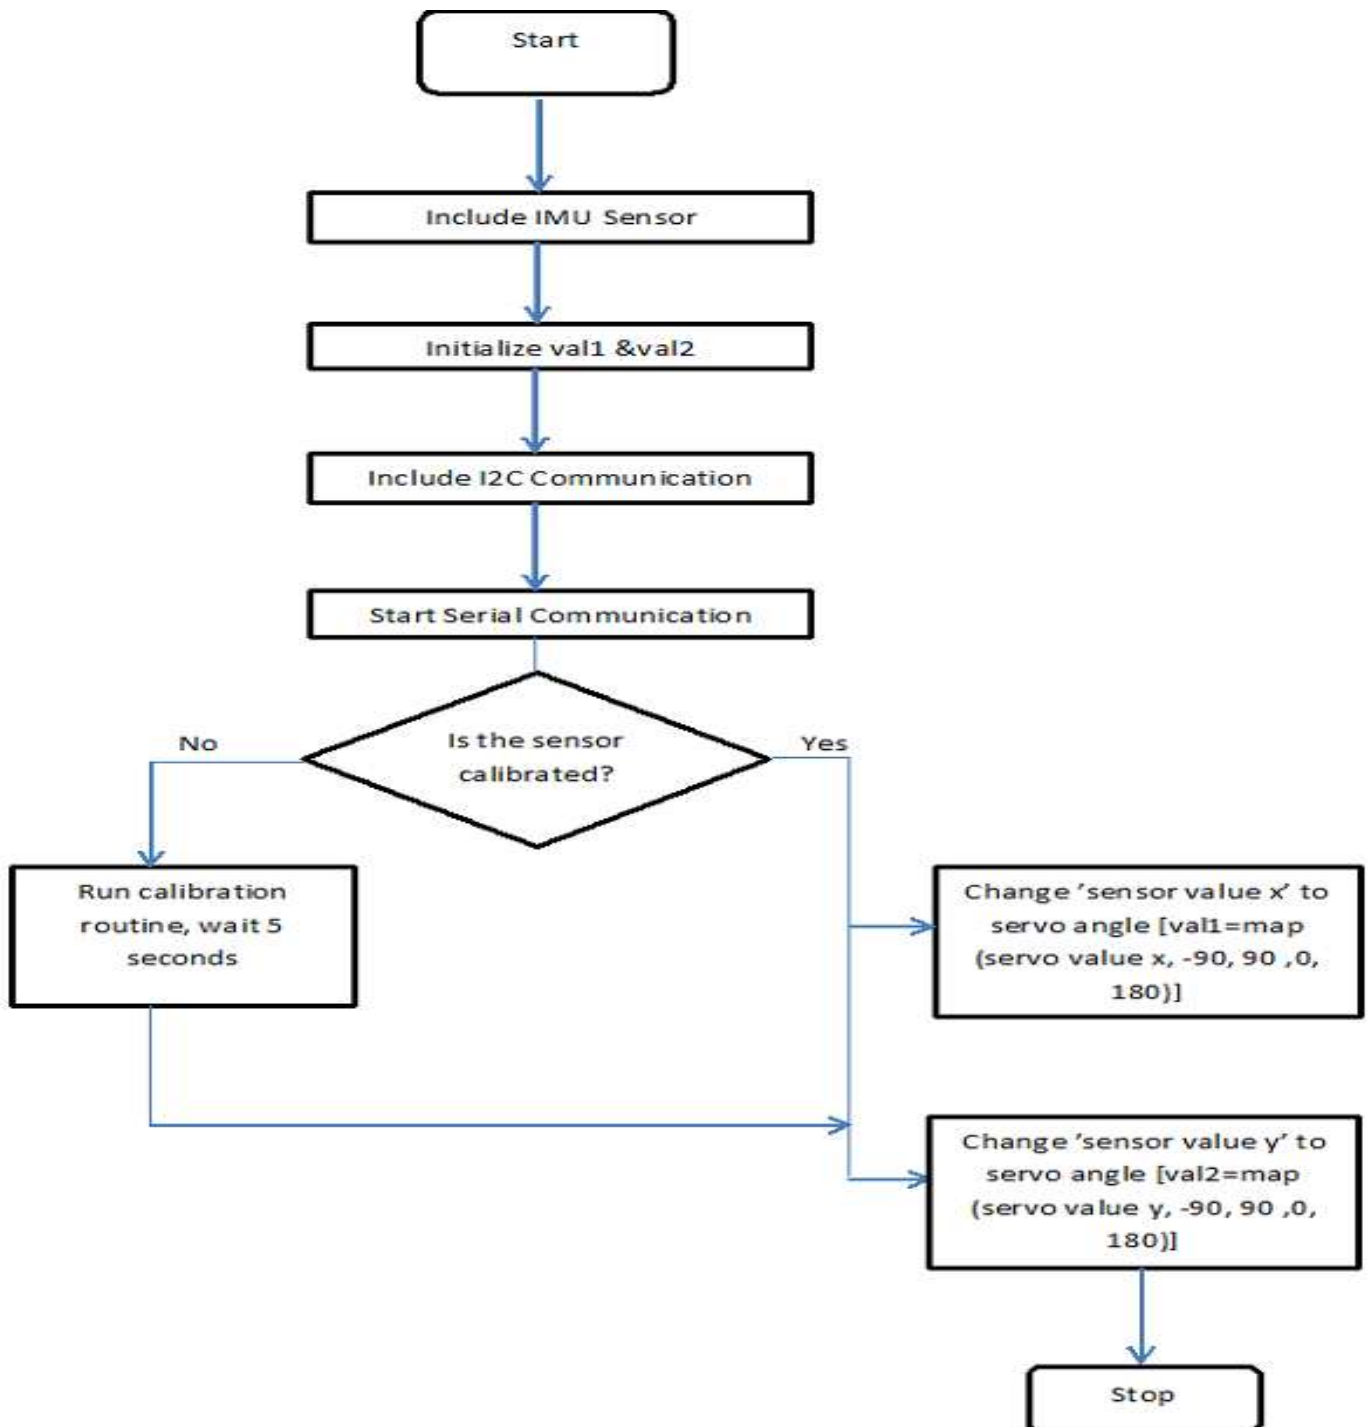 Start
Include IMU Sensor
Initialize val1 &val2
Include I2C Communication
Start Serial Communication
Is the sensor
calibrated?
No
Yes
Run calibration
routine, wait 5
seconds
Change ’sensor value x’ to
servo angle [val1=map
(servo value x, -90, 90 ,0,
180)]
Change ’sensor value y’ to
servo angle [val2=map
(servo value y, -90, 90 ,0,
180)]
Stop